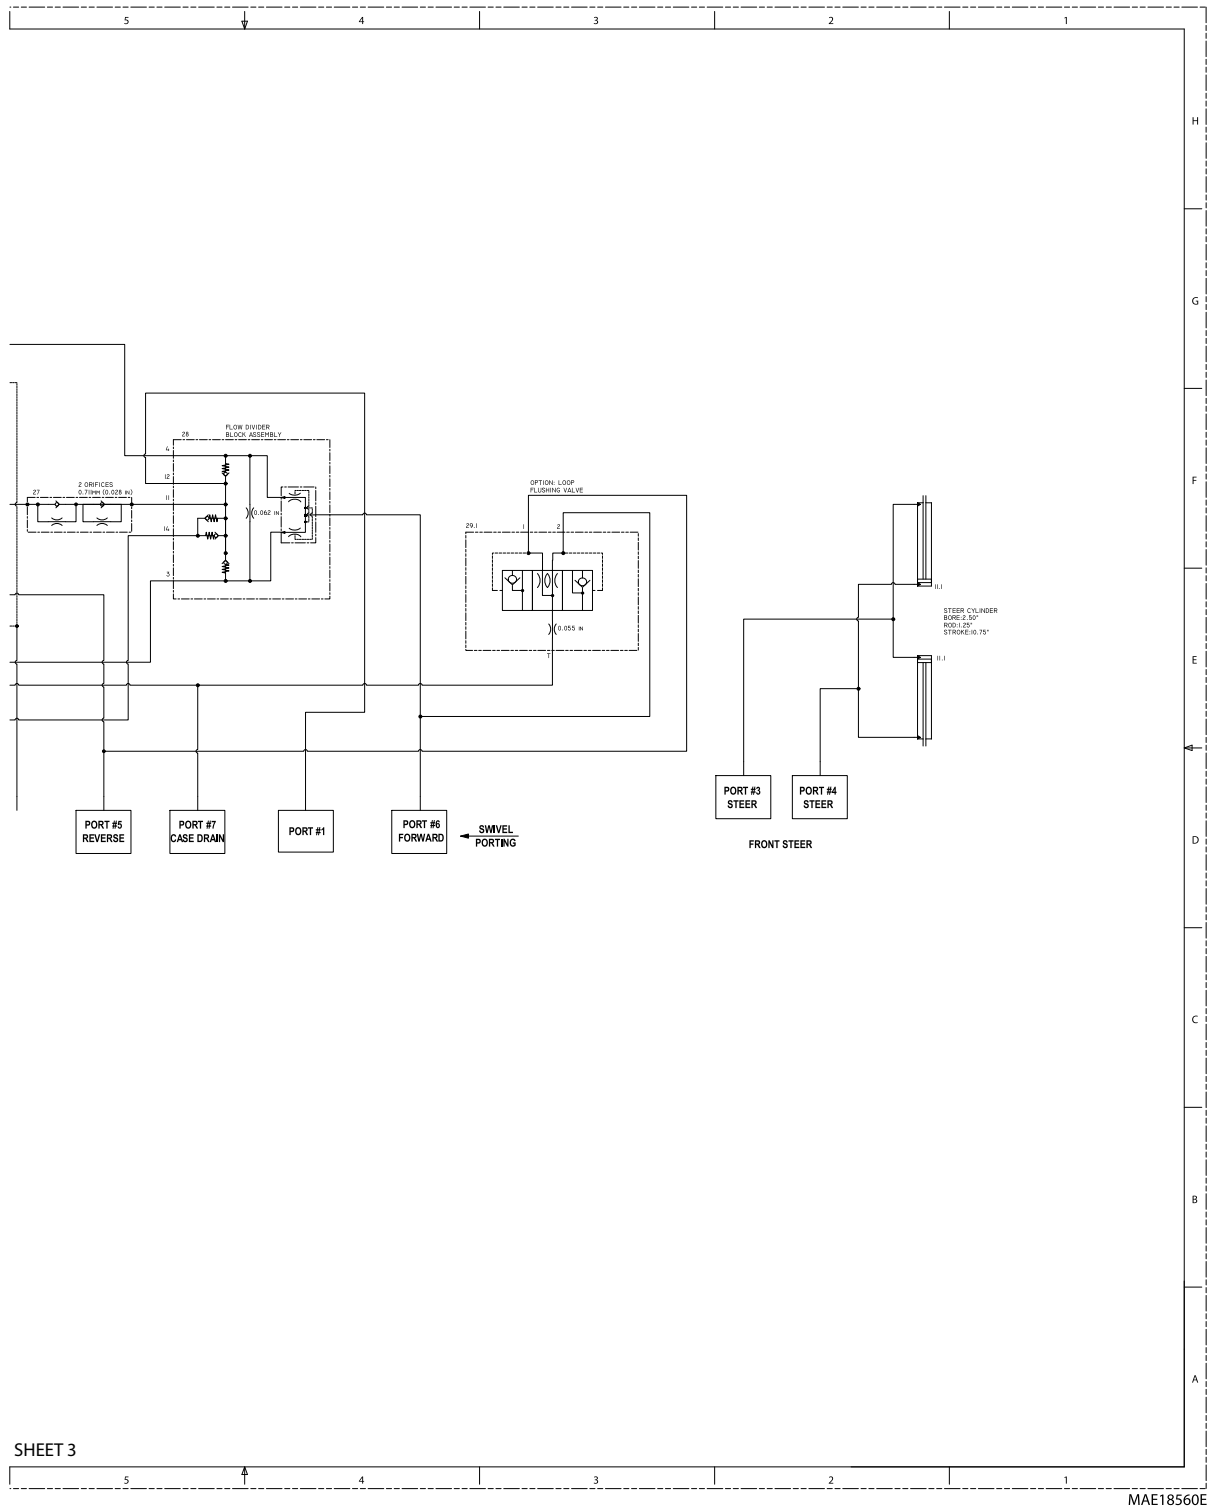 5 4 3 2 1
H
G
F
E
D
C
B
A
FLOW DIVIDER
BLOCK ASSEMBLY
28
4
12
11
14
3
0.062 IN
27
2 ORIFICES
0.711MM (0.028 IN)
OPTION: LOOP
FLUSHING VALVE
29.1
1 2
0.055 IN
T
11.1
STEER CYLINDER
BORE:2.50"
ROD:1.25"
STROKE:10.75"
11.1
PORT #3
STEER
PORT #4
STEER
FRONT STEER
PORT #5
REVERSE
PORT #7
CASE DRAIN
PORT #1
PORT #6
FORWARD
SWIVEL
PORTING
SHEET 3
5 4 3 2 1
MAE18560E